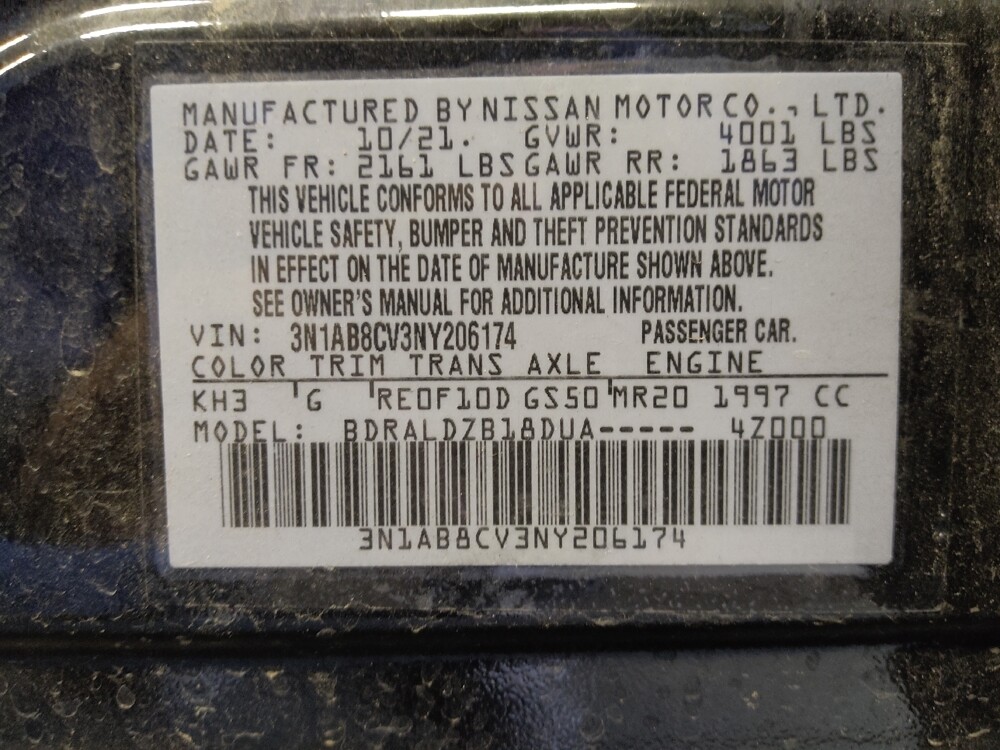 MANUFACTURED BY NISSAN MOTOR CO., LTD.
DATE: 10/21. GVWR: 4001 LBS
GAWR FR: 2161 LBS GAWR RR: 1863 LBS
THIS VEHICLE CONFORMS TO ALL APPLICABLE FEDERAL MOTOR
VEHICLE SAFETY, BUMPER AND THEFT PREVENTION STANDARDS
IN EFFECT ON THE DATE OF MANUFACTURE SHOWN ABOVE.
SEE OWNER'S MANUAL FOR ADDITIONAL INFORMATION.
VIN: 3N1AB8CV3NY206174 PASSENGER CAR.
COLOR TRIM TRANS AXLE ENGINE
KH3 G RE0F10D GS50 MR20 1997 CC
MODEL: BDRALDZB18DUA----- 4Z000
3N1AB8CV3NY206174